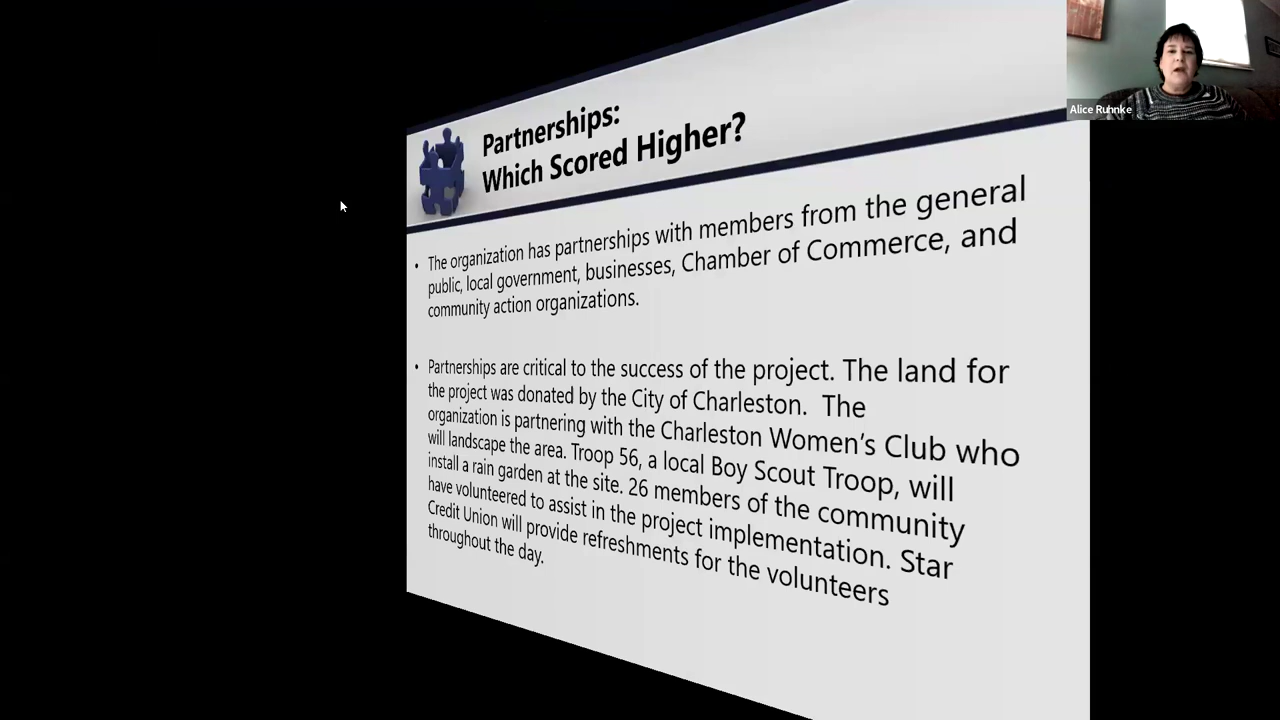 Alice Ruhnke
Partnerships:
Which Scored Higher?
• The organization has partnerships with members from the general
public, local government, businesses, Chamber of Commerce, and
community action organizations.
• Partnerships are critical to the success of the project. The land for
the project was donated by the City of Charleston. The
organization is partnering with the Charleston Women's Club who
will landscape the area. Troop 56, a local Boy Scout Troop, will
install a rain garden at the site. 26 members of the community
have volunteered to assist in the project implementation. Star
Credit Union will provide refreshments for the volunteers
throughout the day.